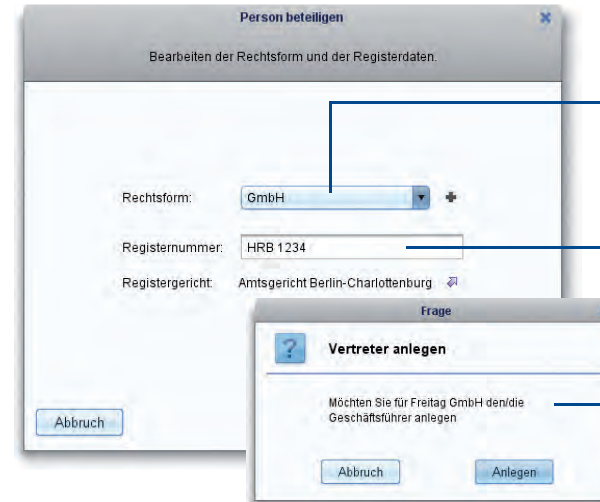 Person beteiligen
Bearbeiten der Rechtsform und der Registerdaten.
Rechtsform: GmbH
Registernummer: HRB 1234
Registergericht: Amtsgericht Berlin-Charlottenburg
Abbruch
Frage
? Vertreter anlegen
Möchten Sie für Freitag GmbH den/die
Geschäftsführer anlegen
Abbruch Anlegen